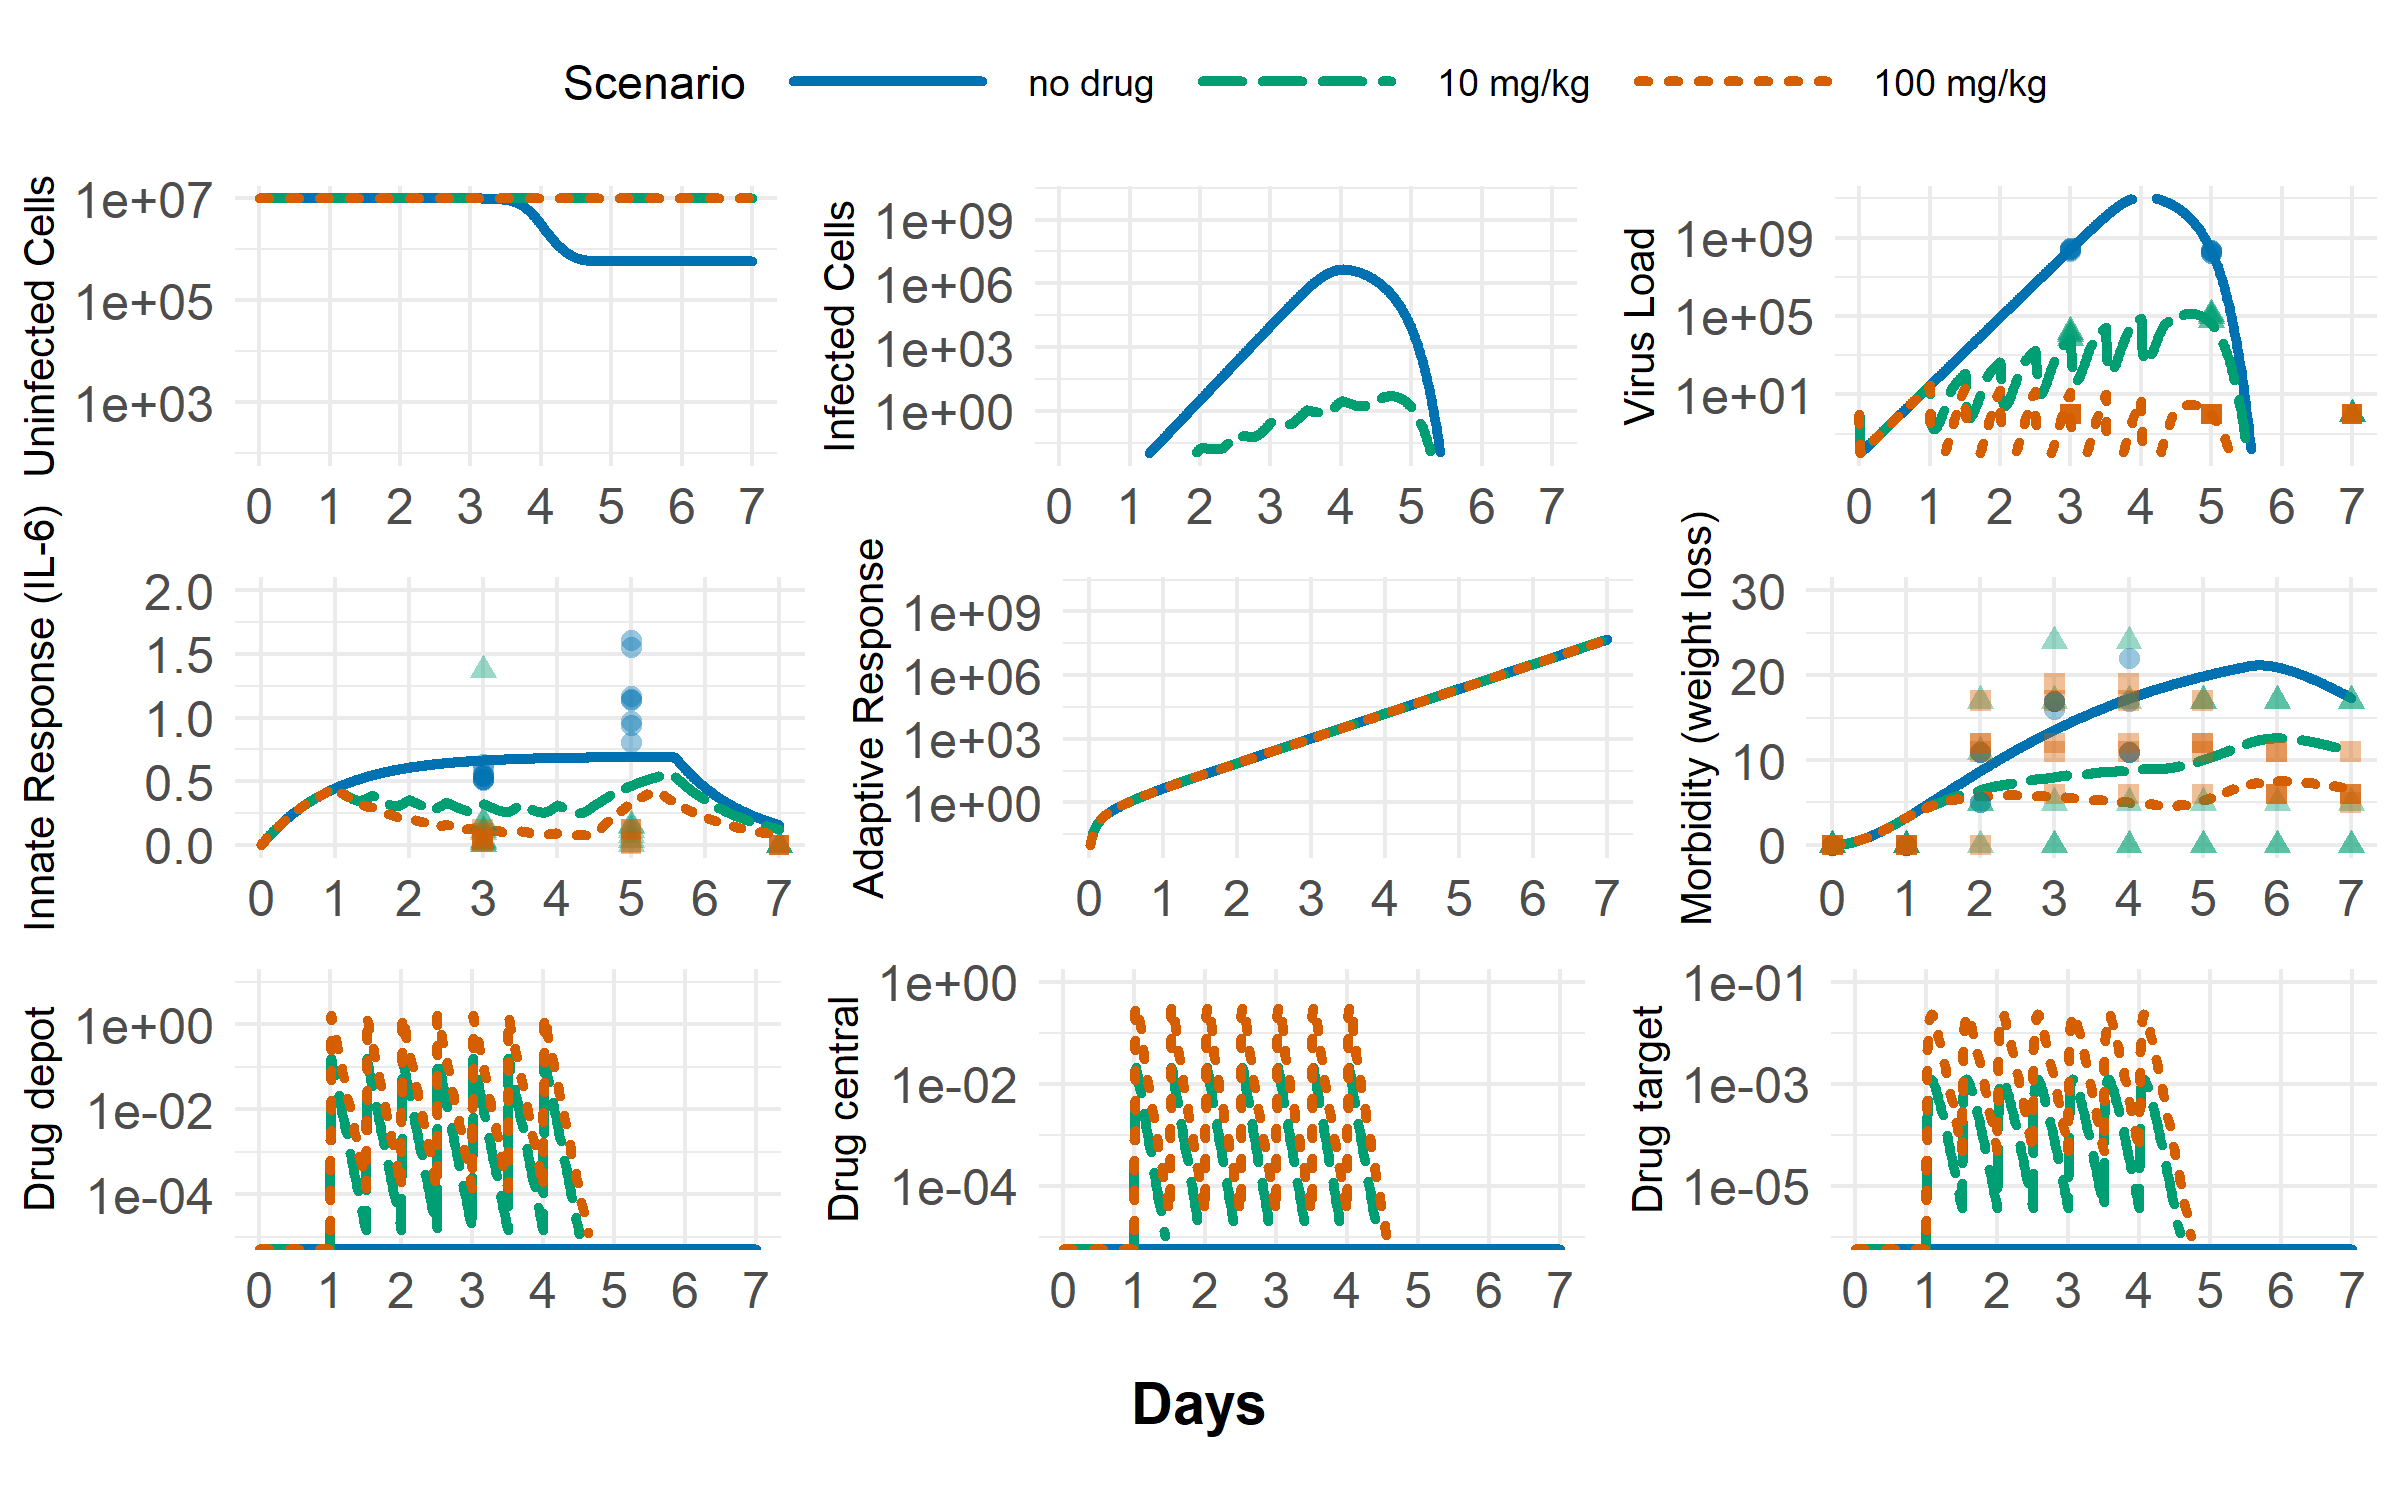 Scenario no drug 10 mg/kg 100 mg/kg
Uninfected Cells
1e+07
1e+05
1e+03
0 1 2 3 4 5 6 7
Infected Cells
1e+09
1e+06
1e+03
1e+00
0 1 2 3 4 5 6 7
Virus Load
1e+09
1e+05
1e+01
0 1 2 3 4 5 6 7
Innate Response (IL-6)
2.0
1.5
1.0
0.5
0.0
0 1 2 3 4 5 6 7
Adaptive Response
1e+09
1e+06
1e+03
1e+00
0 1 2 3 4 5 6 7
Morbidity (weight loss)
30
20
10
0
0 1 2 3 4 5 6 7
Drug depot
1e+00
1e-02
1e-04
0 1 2 3 4 5 6 7
Drug central
1e+00
1e-02
1e-04
0 1 2 3 4 5 6 7
Drug target
1e-01
1e-03
1e-05
0 1 2 3 4 5 6 7
Days